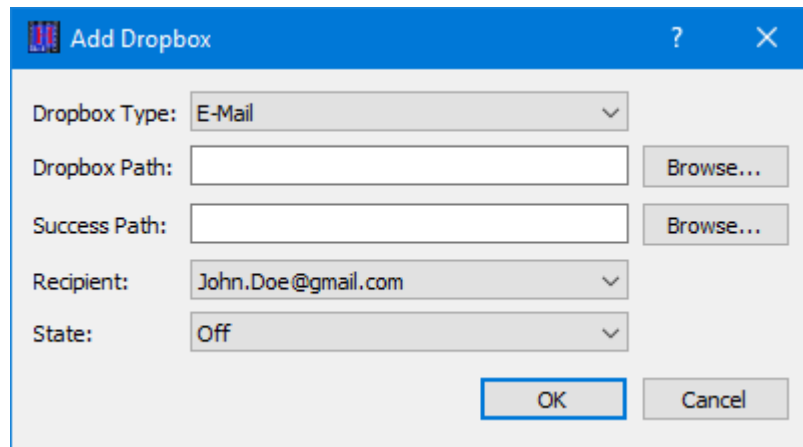 Add Dropbox ?
Dropbox Type: E-Mail
Dropbox Path: Browse...
Success Path: Browse...
Recipient: John.Doe@gmail.com
State: Off
OK Cancel